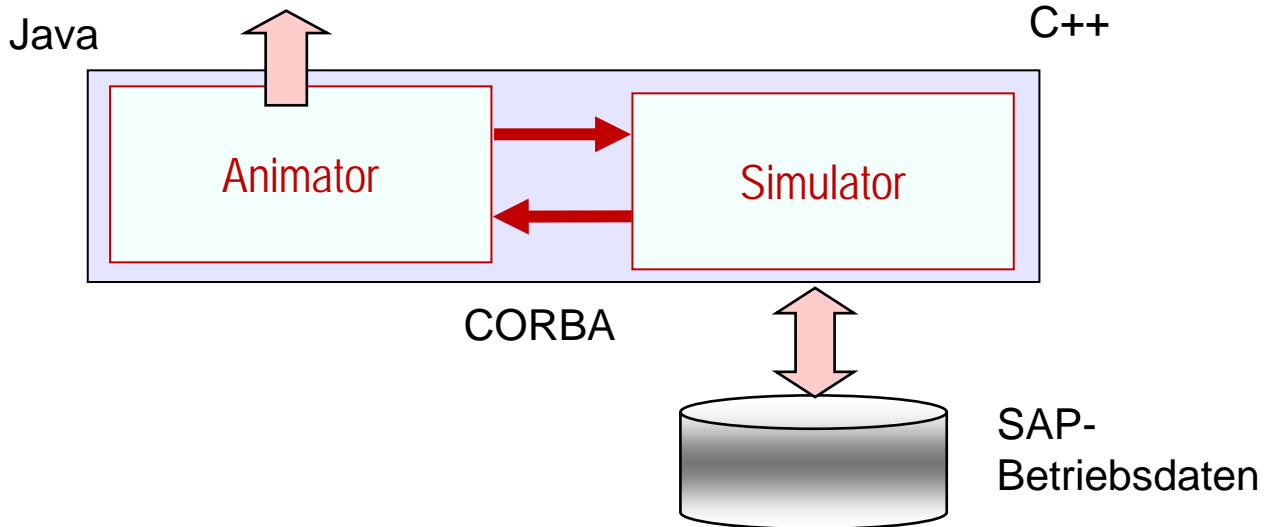 Java
C++
Animator
Simulator
CORBA
SAP-
Betriebsdaten